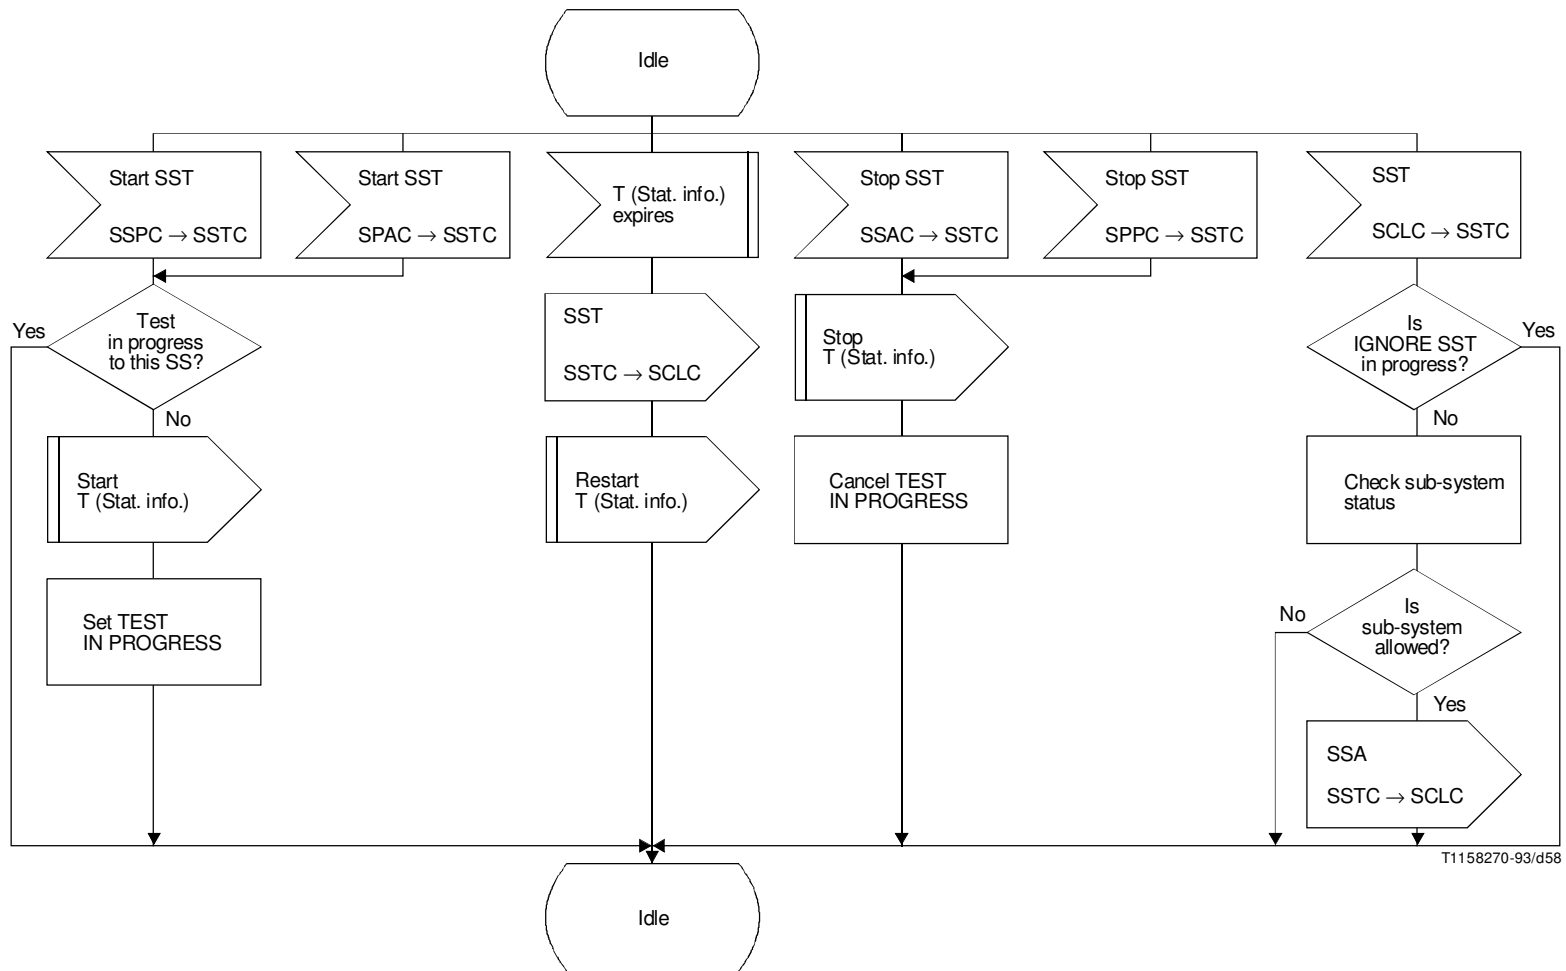 Idle
Start SST
SSPC → SSTC
Start SST
SPAC → SSTC
T (Stat. info.)
expires
Stop SST
SSAC → SSTC
Stop SST
SPPC → SSTC
SST
SCLC → SSTC
Yes
Test
in progress
to this SS?
No
Start
T (Stat. info.)
Set TEST
IN PROGRESS
SST
SSTC → SCLC
Restart
T (Stat. info.)
Stop
T (Stat. info.)
Cancel TEST
IN PROGRESS
Is
IGNORE SST
in progress?
Yes
No
Check sub-system
status
No
Is
sub-system
allowed?
Yes
SSA
SSTC → SCLC
T1158270-93/d58
Idle